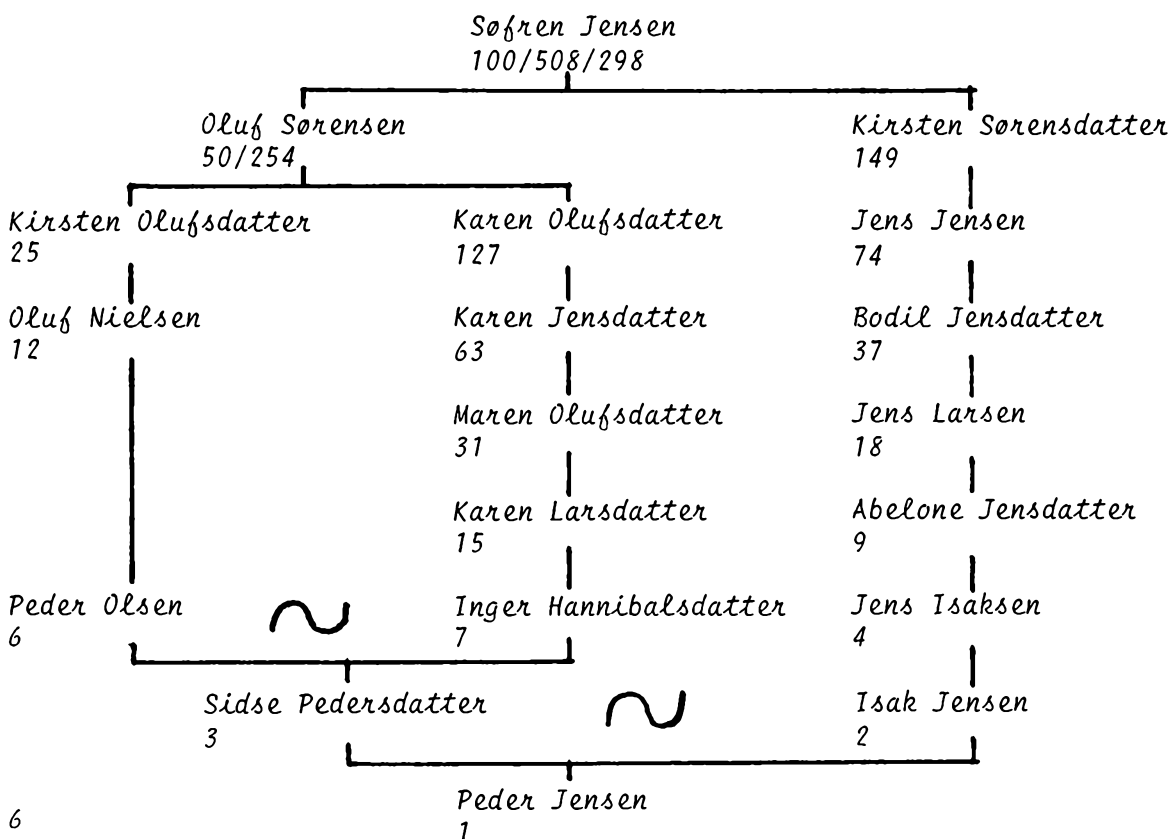 Søfren Jensen
100/508/298
Oluf Sørensen
50/254
Kirsten Sørensdatter
149
Kirsten Olufsdatter
25
Karen Olufsdatter
127
Jens Jensen
74
Oluf Nielsen
12
Karen Jensdatter
63
Bodil Jensdatter
37
Maren Olufsdatter
31
Jens Larsen
18
Karen Larsdatter
15
Abelone Jensdatter
9
Peder Olsen
6
Inger Hannibalsdatter
7
Jens Isaksen
4
Sidse Pedersdatter
3
Isak Jensen
2
Peder Jensen
1
6